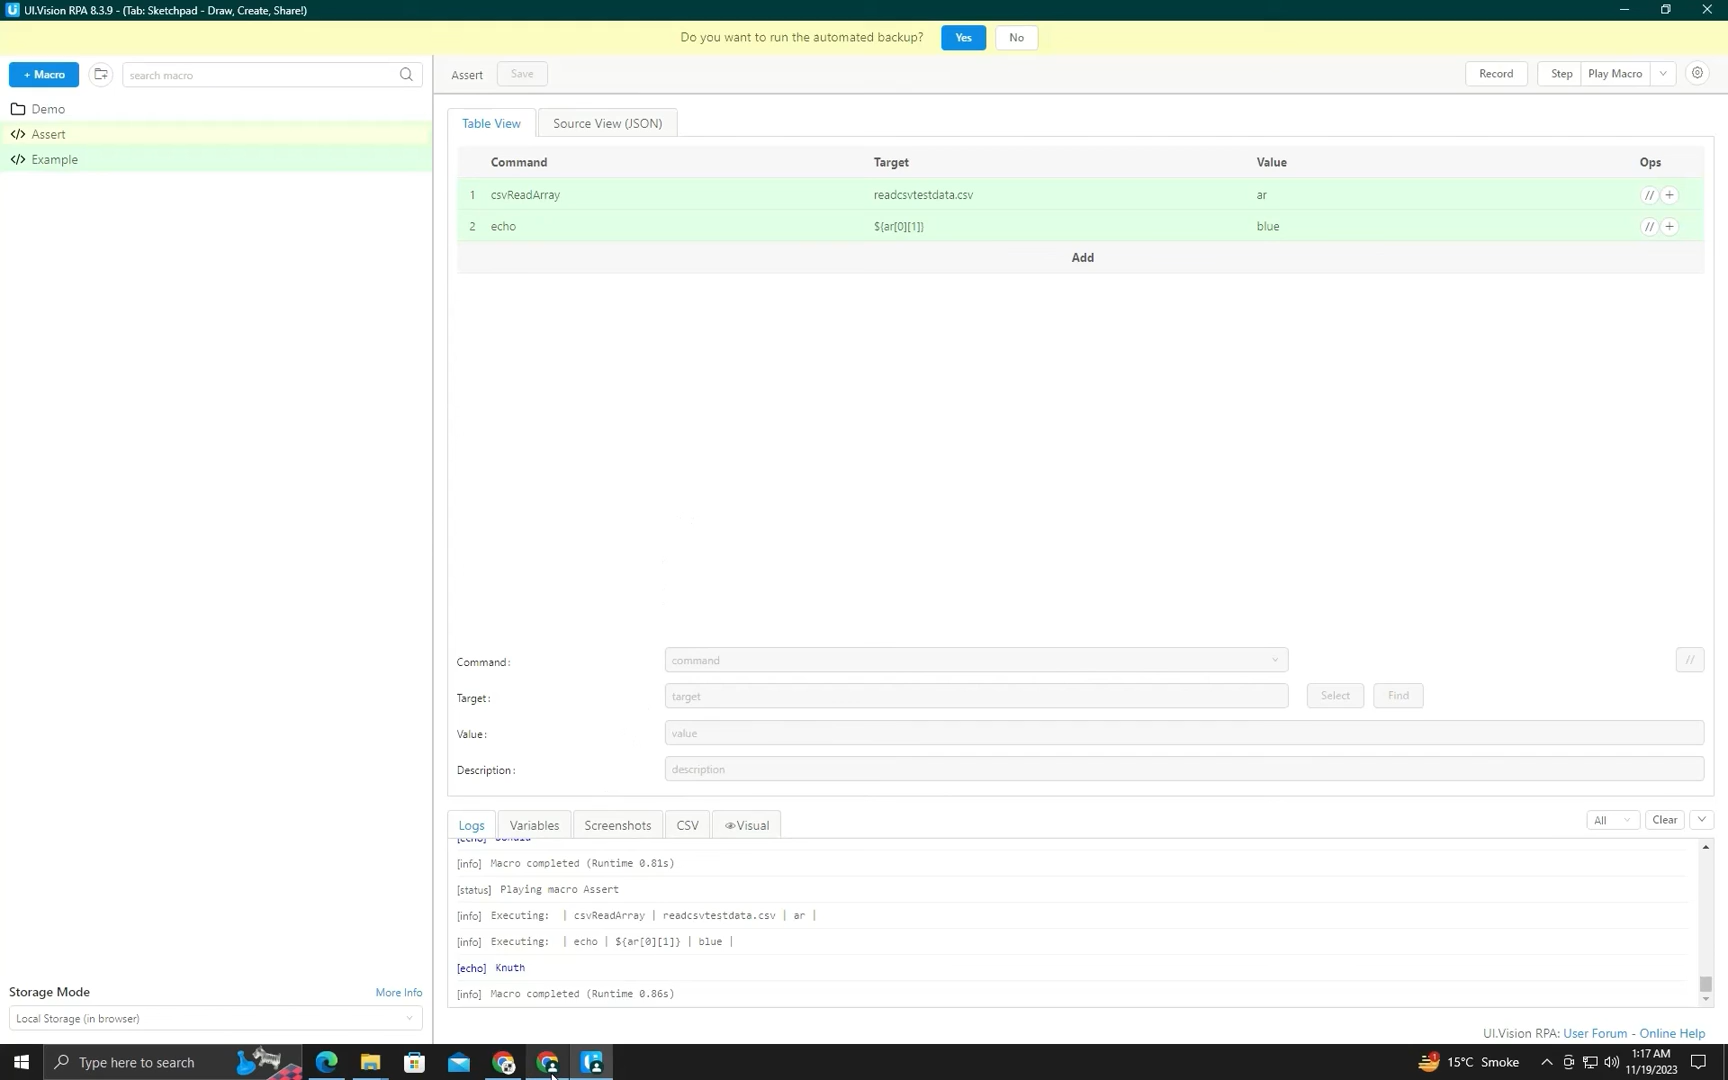 UI.Vision RPA 8.3.9 - (Tab: Sketchpad - Draw, Create, Share!)
Do you want to run the automated backup? Yes No
+ Macro search macro
Assert Save Record Step Play Macro
Demo
Assert
Example
Table View Source View (JSON)
Command Target Value Ops
1 csvReadArray readcsvtestdata.csv ar // +
2 echo ${ar[0][1]} blue // +
Add
Command: command //
Target: target Select Find
Value: value
Description: description
Logs Variables Screenshots CSV Visual All Clear
[info] Macro completed (Runtime 0.81s)
[status] Playing macro Assert
[info] Executing: | csvReadArray | readcsvtestdata.csv | ar |
[info] Executing: | echo | ${ar[0][1]} | blue |
[echo] Knuth
[info] Macro completed (Runtime 0.86s)
Storage Mode More Info
Local Storage (in browser)
UI.Vision RPA: User Forum - Online Help
Type here to search
15°C Smoke
1:17 AM
11/19/2023